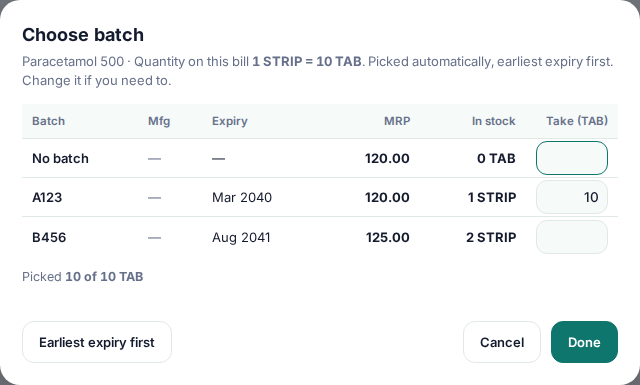 Choose batch
Paracetamol 500 · Quantity on this bill 1 STRIP = 10 TAB. Picked automatically, earliest expiry first.
Change it if you need to.
Batch Mfg Expiry MRP In stock Take (TAB)
No batch — — 120.00 0 TAB
A123 — Mar 2040 120.00 1 STRIP 10
B456 — Aug 2041 125.00 2 STRIP
Picked 10 of 10 TAB
Earliest expiry first Cancel Done